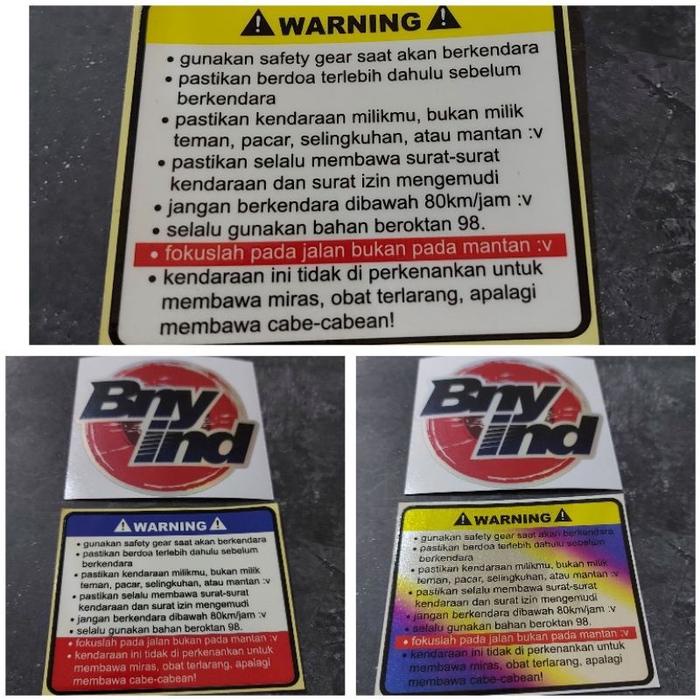 WARNING
• gunakan safety gear saat akan berkendara
• pastikan berdoa terlebih dahulu sebelum
berkendara
• pastikan kendaraan milikmu, bukan milik
teman, pacar, selingkuhan, atau mantan :v
• pastikan selalu membawa surat-surat
kendaraan dan surat izin mengemudi
• jangan berkendara dibawah 80km/jam :v
• selalu gunakan bahan beroktan 98.
• fokuslah pada jalan bukan pada mantan :v
• kendaraan ini tidak di perkenankan untuk
membawa miras, obat terlarang, apalagi
membawa cabe-cabean!
Bny
ind
WARNING
• gunakan safety gear saat akan berkendara
• pastikan berdoa terlebih dahulu sebelum
berkendara
• pastikan kendaraan milikmu, bukan milik
teman, pacar, selingkuhan, atau mantan :v
• pastikan selalu membawa surat-surat
kendaraan dan surat izin mengemudi
• jangan berkendara dibawah 80km/jam :v
• selalu gunakan bahan beroktan 98.
• fokuslah pada jalan bukan pada mantan :v
• kendaraan ini tidak di perkenankan untuk
membawa miras, obat terlarang, apalagi
membawa cabe-cabean!
Bny
ind
WARNING
• gunakan safety gear saat akan berkendara
• pastikan berdoa terlebih dahulu sebelum
berkendara
• pastikan kendaraan milikmu, bukan milik
teman, pacar, selingkuhan, atau mantan :v
• pastikan selalu membawa surat-surat
kendaraan dan surat izin mengemudi
• jangan berkendara dibawah 80km/jam :v
• selalu gunakan bahan beroktan 98.
• fokuslah pada jalan bukan pada mantan :v
• kendaraan ini tidak di perkenankan untuk
membawa miras, obat terlarang, apalagi
membawa cabe-cabean!